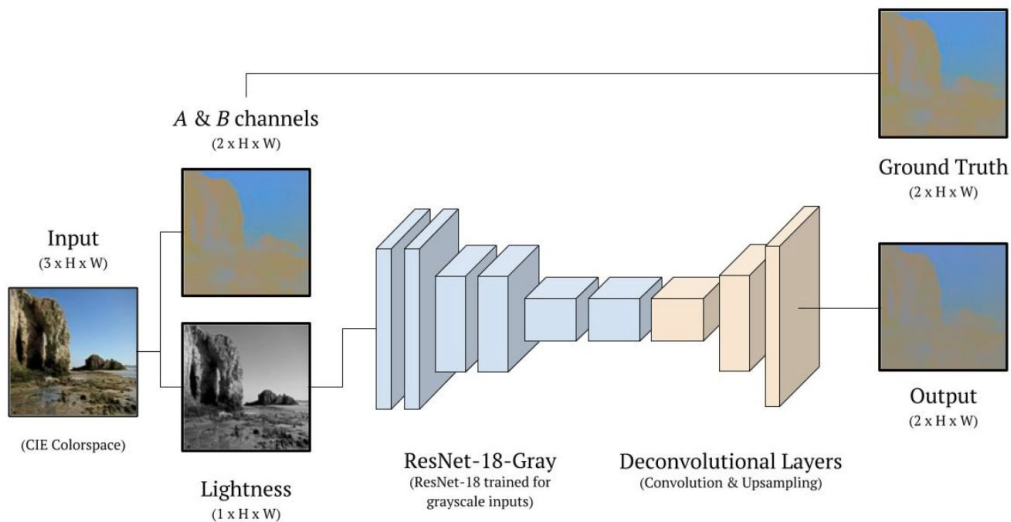 A & B channels
(2 x H x W)
Ground Truth
(2 x H x W)
Input
(3 x H x W)
(CIE Colorspace)
Lightness
(1 x H x W)
ResNet-18-Gray
(ResNet-18 trained for
grayscale inputs)
Deconvolutional Layers
(Convolution & Upsampling)
Output
(2 x H x W)